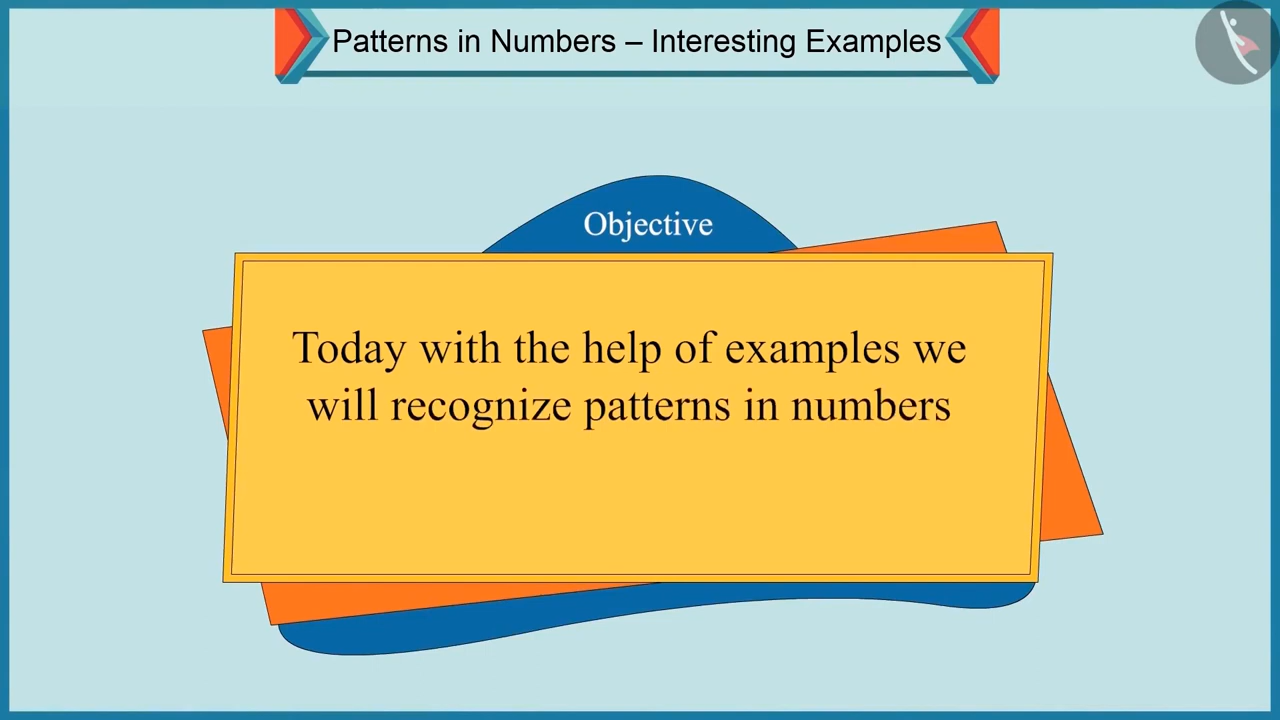 Patterns in Numbers – Interesting Examples
Objective
Today with the help of examples we
will recognize patterns in numbers